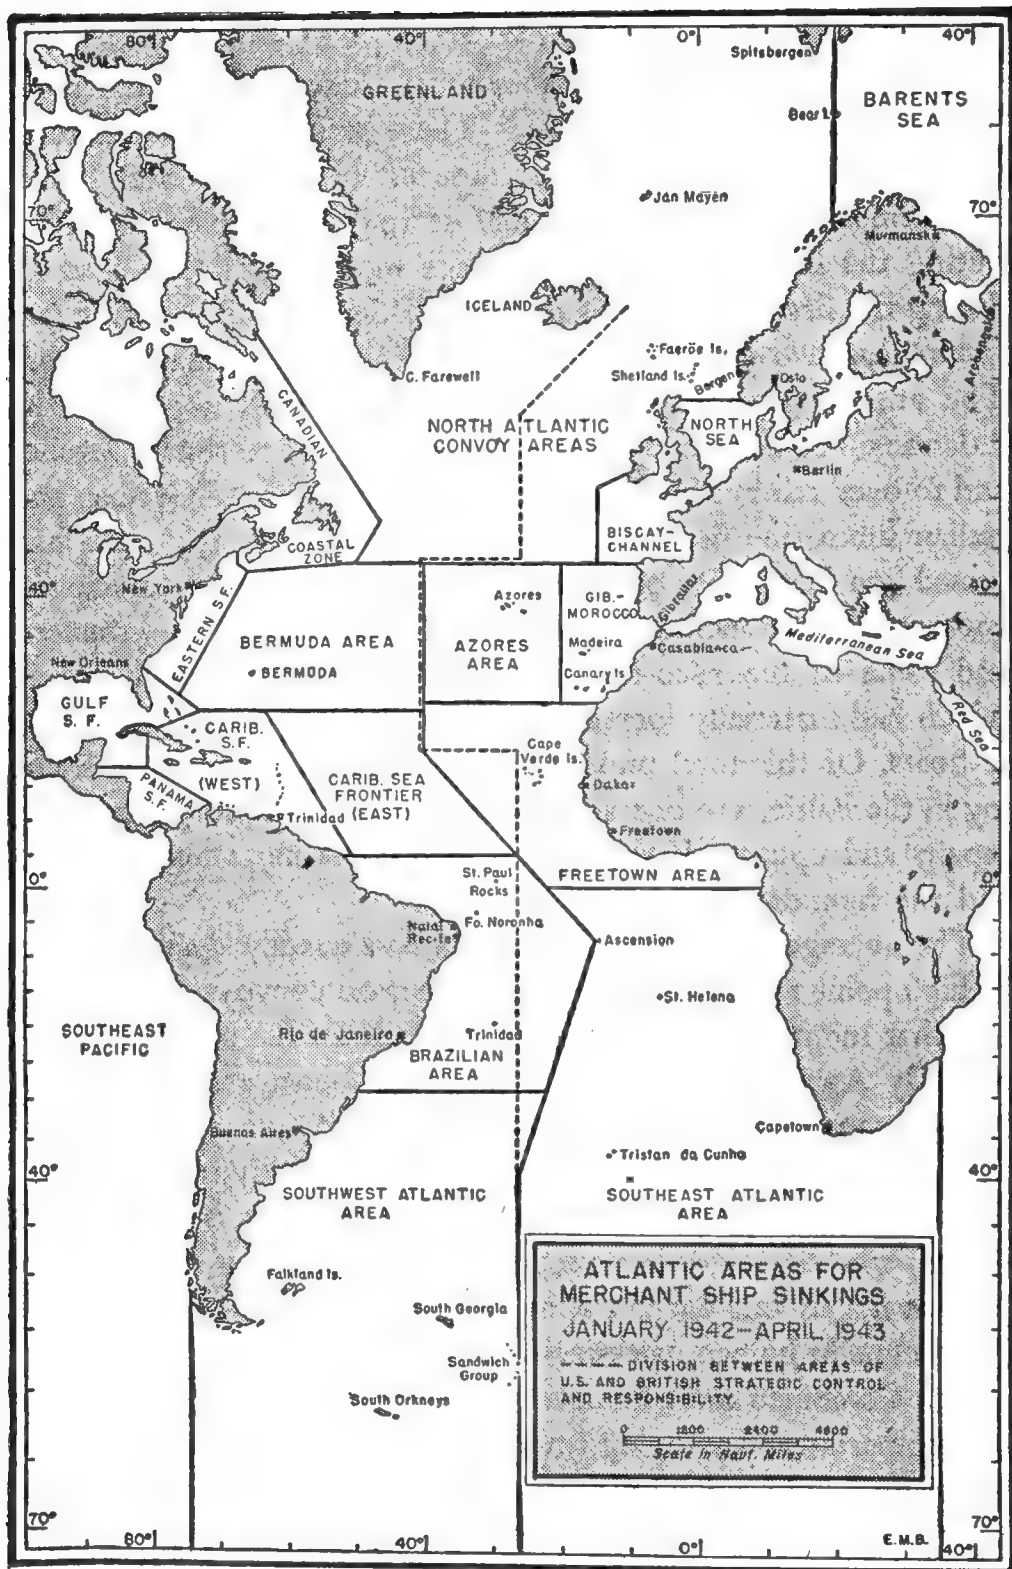 80°
40°
0°
40°
Spitsbergen
GREENLAND
BARENTS
SEA
Bear I.
Jan Mayen
70°
70°
Murmansk
ICELAND
Archangel
Faeröe Is.
Shetland Is.
Bergen
Oslo
C. Farewell
CANADIAN
NORTH ATLANTIC
CONVOY AREAS
NORTH
SEA
Berlin
COASTAL
ZONE
BISCAY-
CHANNEL
New York
40°
40°
EASTERN S.F.
Azores
GIB.-
MOROCCO
Gibraltar
BERMUDA AREA
AZORES
AREA
Madeira
Mediterranean Sea
Casablanca
BERMUDA
New Orleans
Canary Is
GULF
S. F.
Red Sea
CARIB.
S.F.
(WEST)
Cape
Verde Is.
CARIB. SEA
FRONTIER
(EAST)
PANAMA
S.F.
Dakar
Trinidad
Freetown
St. Paul
Rocks
FREETOWN AREA
0°
0°
Fo. Noronha
Natal
Recife
Ascension
St. Helena
SOUTHEAST
PACIFIC
Rio de Janeiro
Trinidad
BRAZILIAN
AREA
Buenos Aires
Capetown
Tristan da Cunha
40°
40°
SOUTHWEST ATLANTIC
AREA
SOUTHEAST ATLANTIC
AREA
Falkland Is.
South Georgia
Sandwich
Group
South Orkneys
ATLANTIC AREAS FOR
MERCHANT SHIP SINKINGS
JANUARY 1942-APRIL 1943
----- DIVISION BETWEEN AREAS OF
U.S. AND BRITISH STRATEGIC CONTROL
AND RESPONSIBILITY
0 1200 2400 4800
Scale in Naut. Miles
70°
70°
E.M.B.
80°
40°
0°
40°